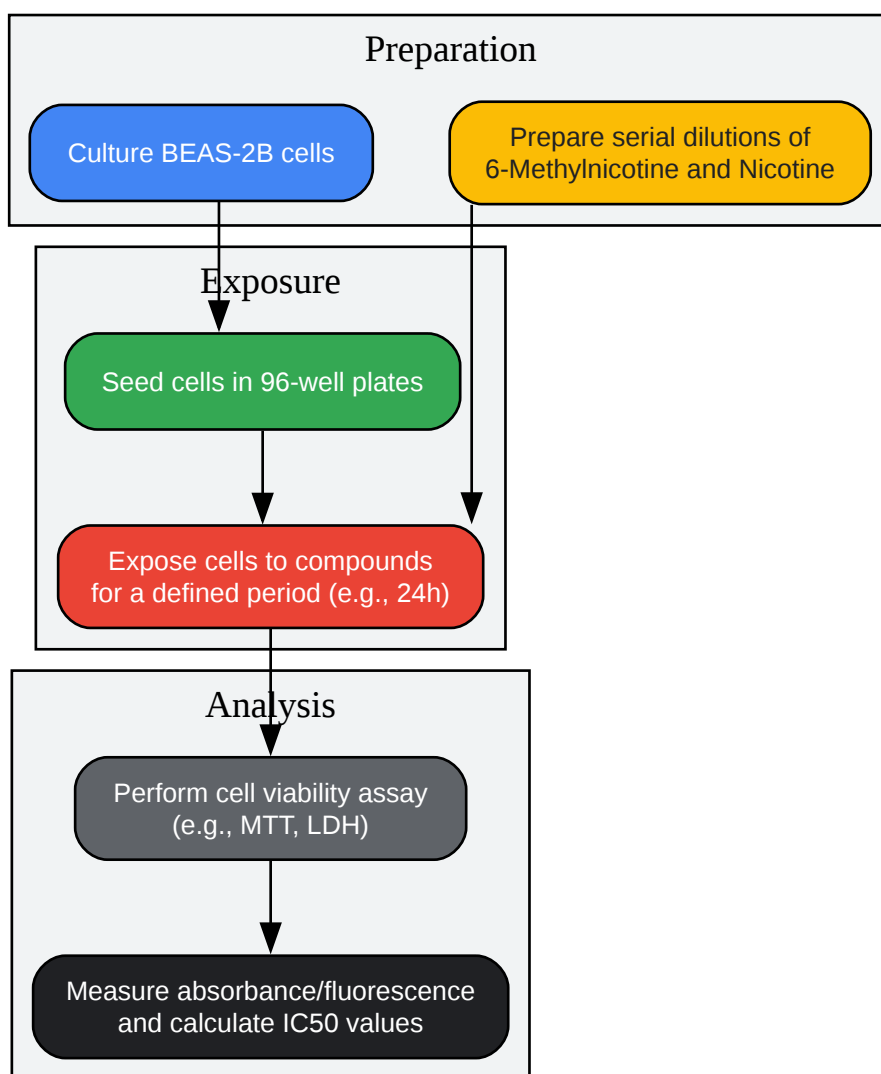 Preparation
Culture BEAS-2B cells
Prepare serial dilutions of
6-Methylnicotine and Nicotine
Exposure
Seed cells in 96-well plates
Expose cells to compounds
for a defined period (e.g., 24h)
Analysis
Perform cell viability assay
(e.g., MTT, LDH)
Measure absorbance/fluorescence
and calculate IC50 values